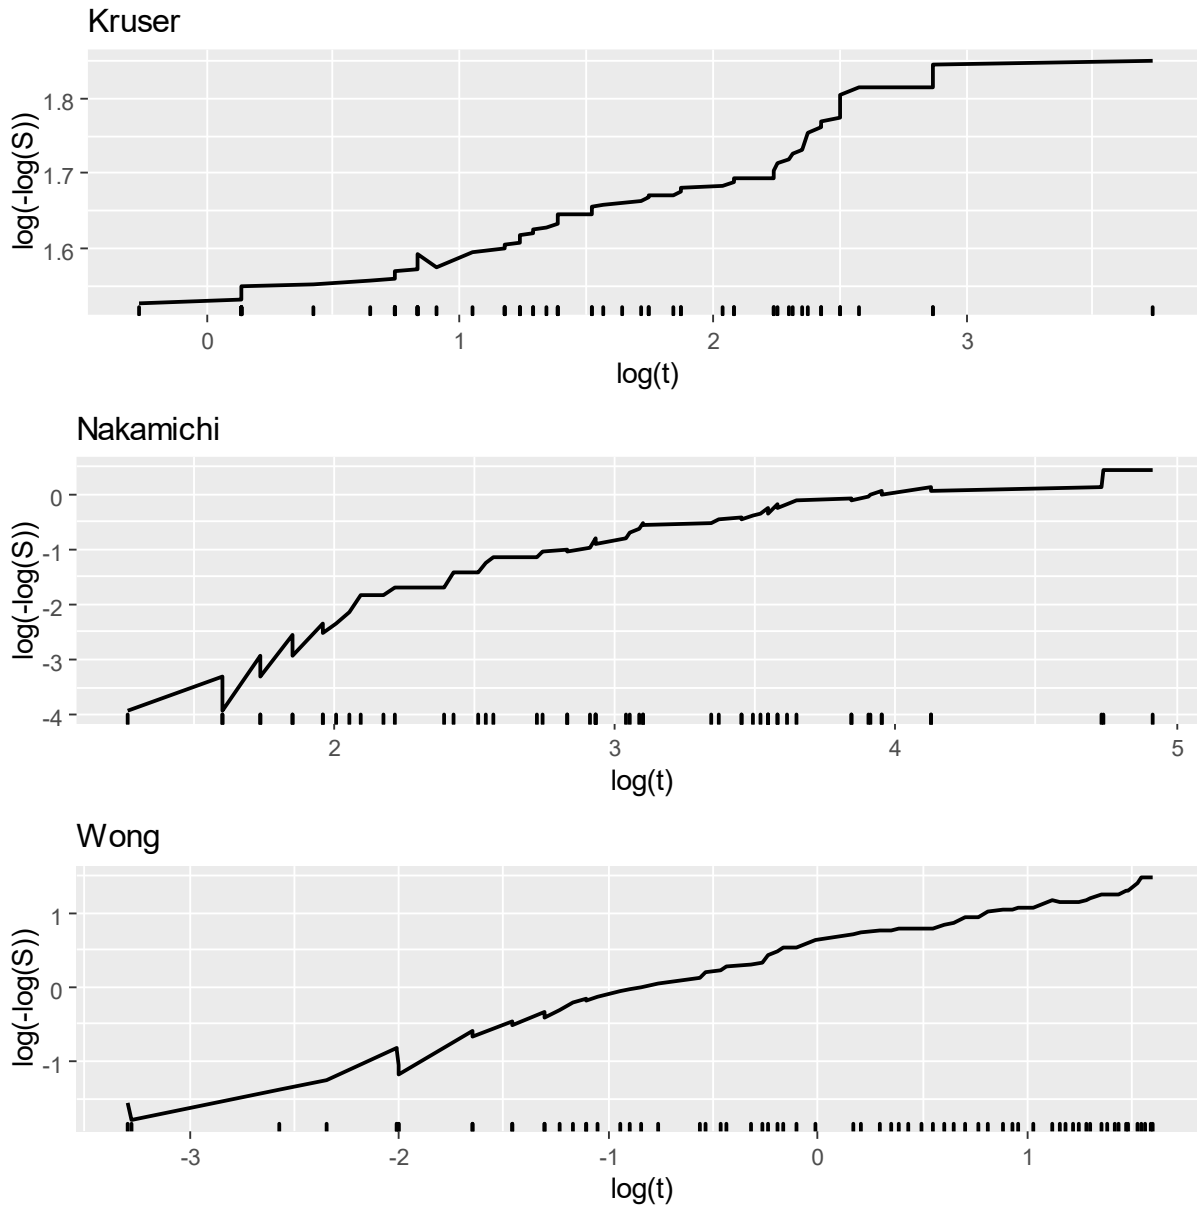 Kruser
log(-log(S))
1.8
1.7
1.6
0 1 2 3
log(t)
Nakamichi
log(-log(S))
0
-1
-2
-3
-4
2 3 4 5
log(t)
Wong
log(-log(S))
1
0
-1
-3 -2 -1 0 1
log(t)